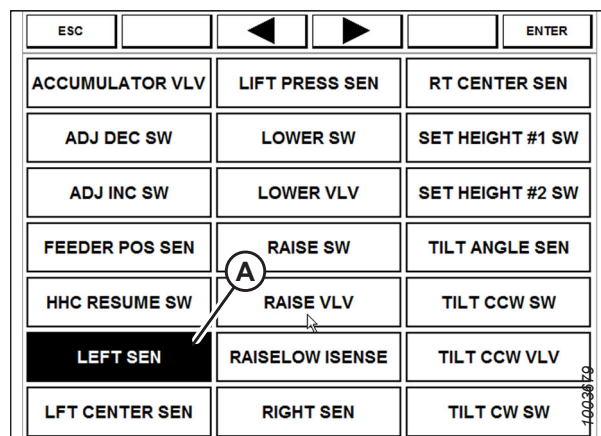 ESC ENTER
ACCUMULATOR VLV LIFT PRESS SEN RT CENTER SEN
ADJ DEC SW LOWER SW SET HEIGHT #1 SW
ADJ INC SW LOWER VLV SET HEIGHT #2 SW
FEEDER POS SEN RAISE SW TILT ANGLE SEN
A
HHC RESUME SW RAISE VLV TILT CCW SW
LEFT SEN RAISELOW ISENSE TILT CCW VLV
LFT CENTER SEN RIGHT SEN TILT CW SW
1003679